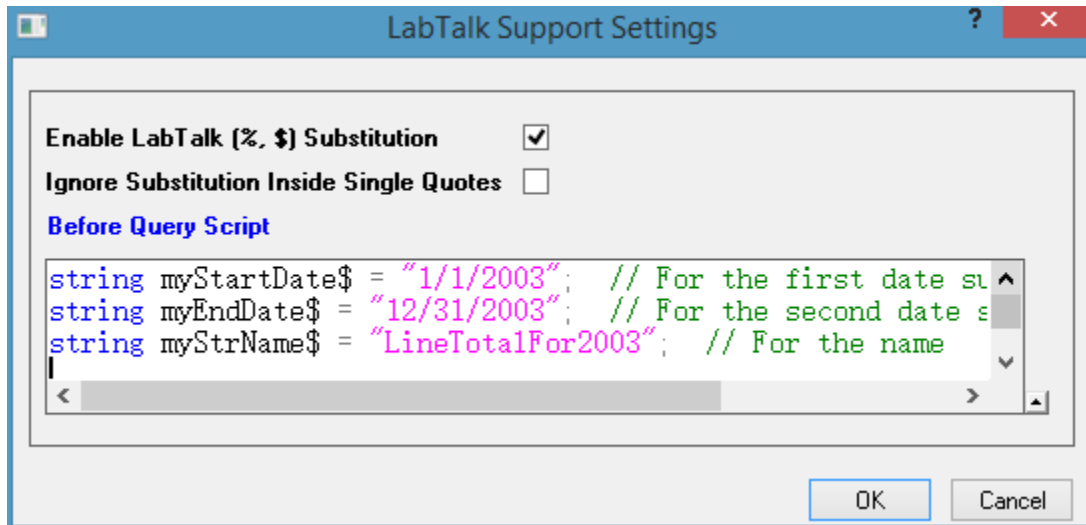 LabTalk Support Settings
Enable LabTalk (%, $) Substitution
Ignore Substitution Inside Single Quotes
Before Query Script
string myStartDate$ = "1/1/2003";  // For the first date
string myEndDate$ = "12/31/2003";  // For the second date
string myStrName$ = "LineTotalFor2003";  // For the name
OK Cancel